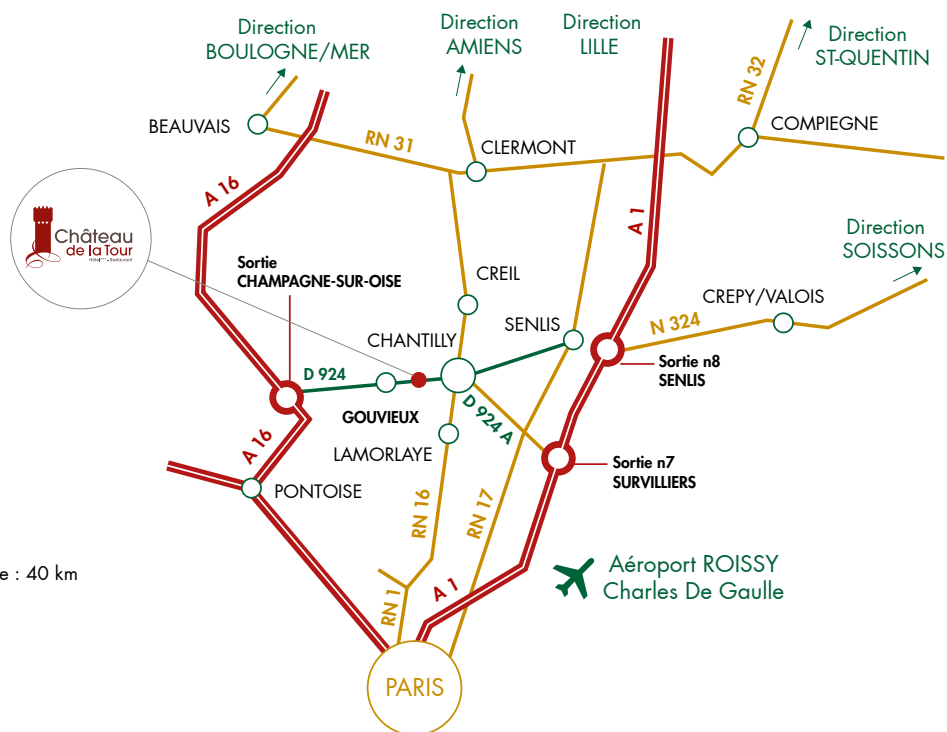 Direction
BOULOGNE/MER
Direction
AMIENS
Direction
LILLE
Direction
ST-QUENTIN
BEAUVAIS
RN 31
CLERMONT
RN 32
COMPIEGNE
A 16
A 1
Château
de la Tour
Hôtel*** - Restaurant
Sortie
CHAMPAGNE-SUR-OISE
CREIL
Direction
SOISSONS
CREPY/VALOIS
N 324
CHANTILLY
SENLIS
Sortie n8
SENLIS
D 924
GOUVIEUX
D 924 A
LAMORLAYE
A 16
PONTOISE
Sortie n7
SURVILLIERS
RN 16
RN 17
e : 40 km
RN 1
A 1
Aéroport ROISSY
Charles De Gaulle
PARIS